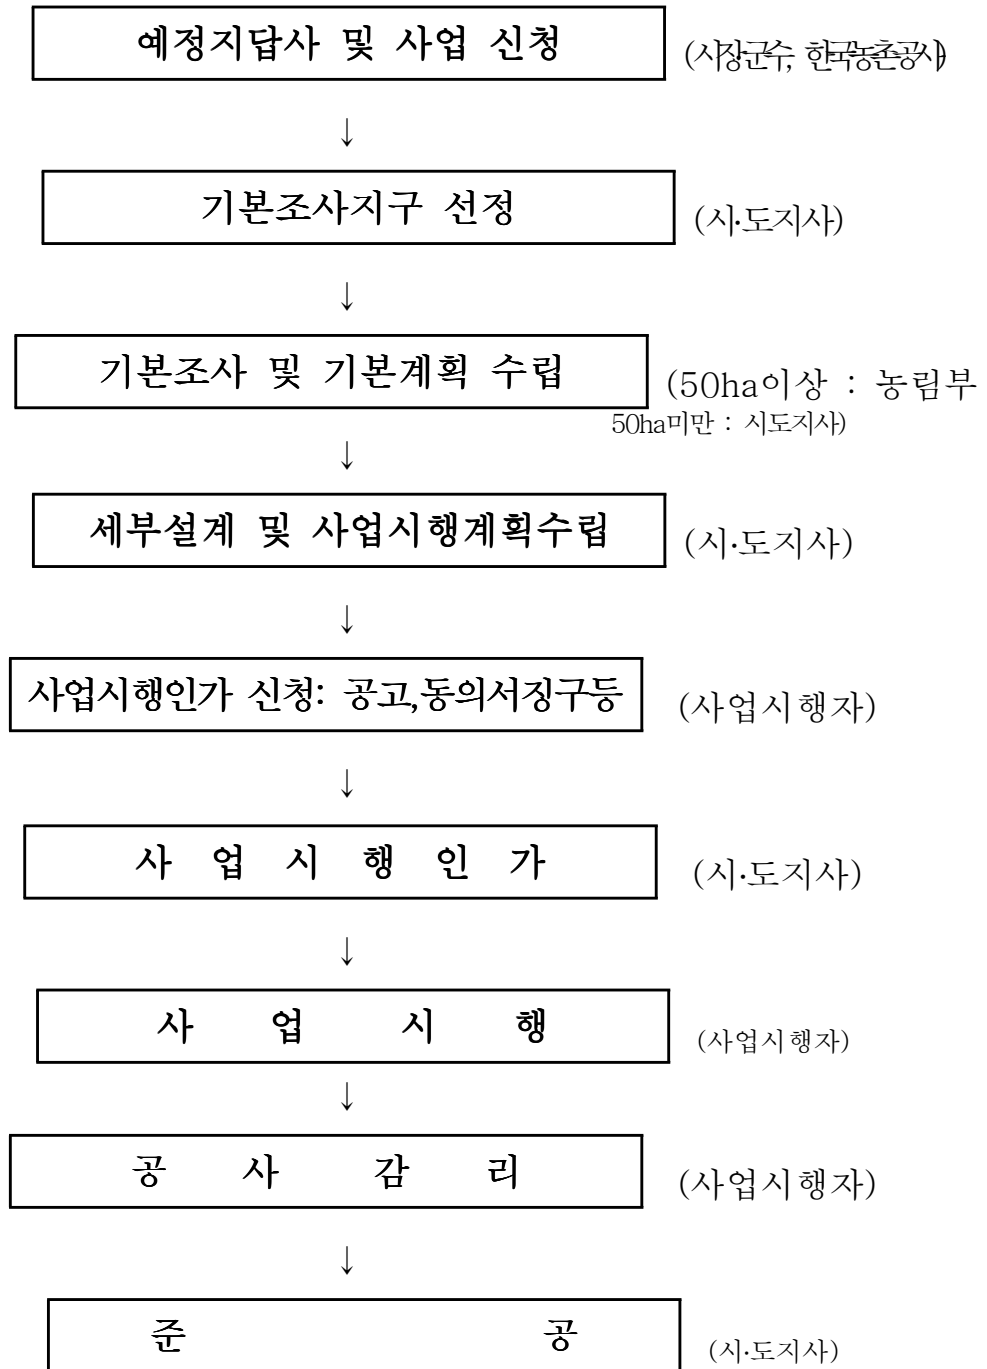 예정지답사 및 사업 신청 (시장군수, 한국농촌공사)
↓
기본조사지구 선정 (시·도지사)
↓
기본조사 및 기본계획 수립 (50ha이상 : 농림부
50ha미만 : 시도지사)
↓
세부설계 및 사업시행계획수립 (시·도지사)
↓
사업시행인가 신청: 공고,동의서징구등 (사업시행자)
↓
사 업 시 행 인 가 (시·도지사)
↓
사 업 시 행 (사업시행자)
↓
공 사 감 리 (사업시행자)
↓
준 공 (시·도지사)